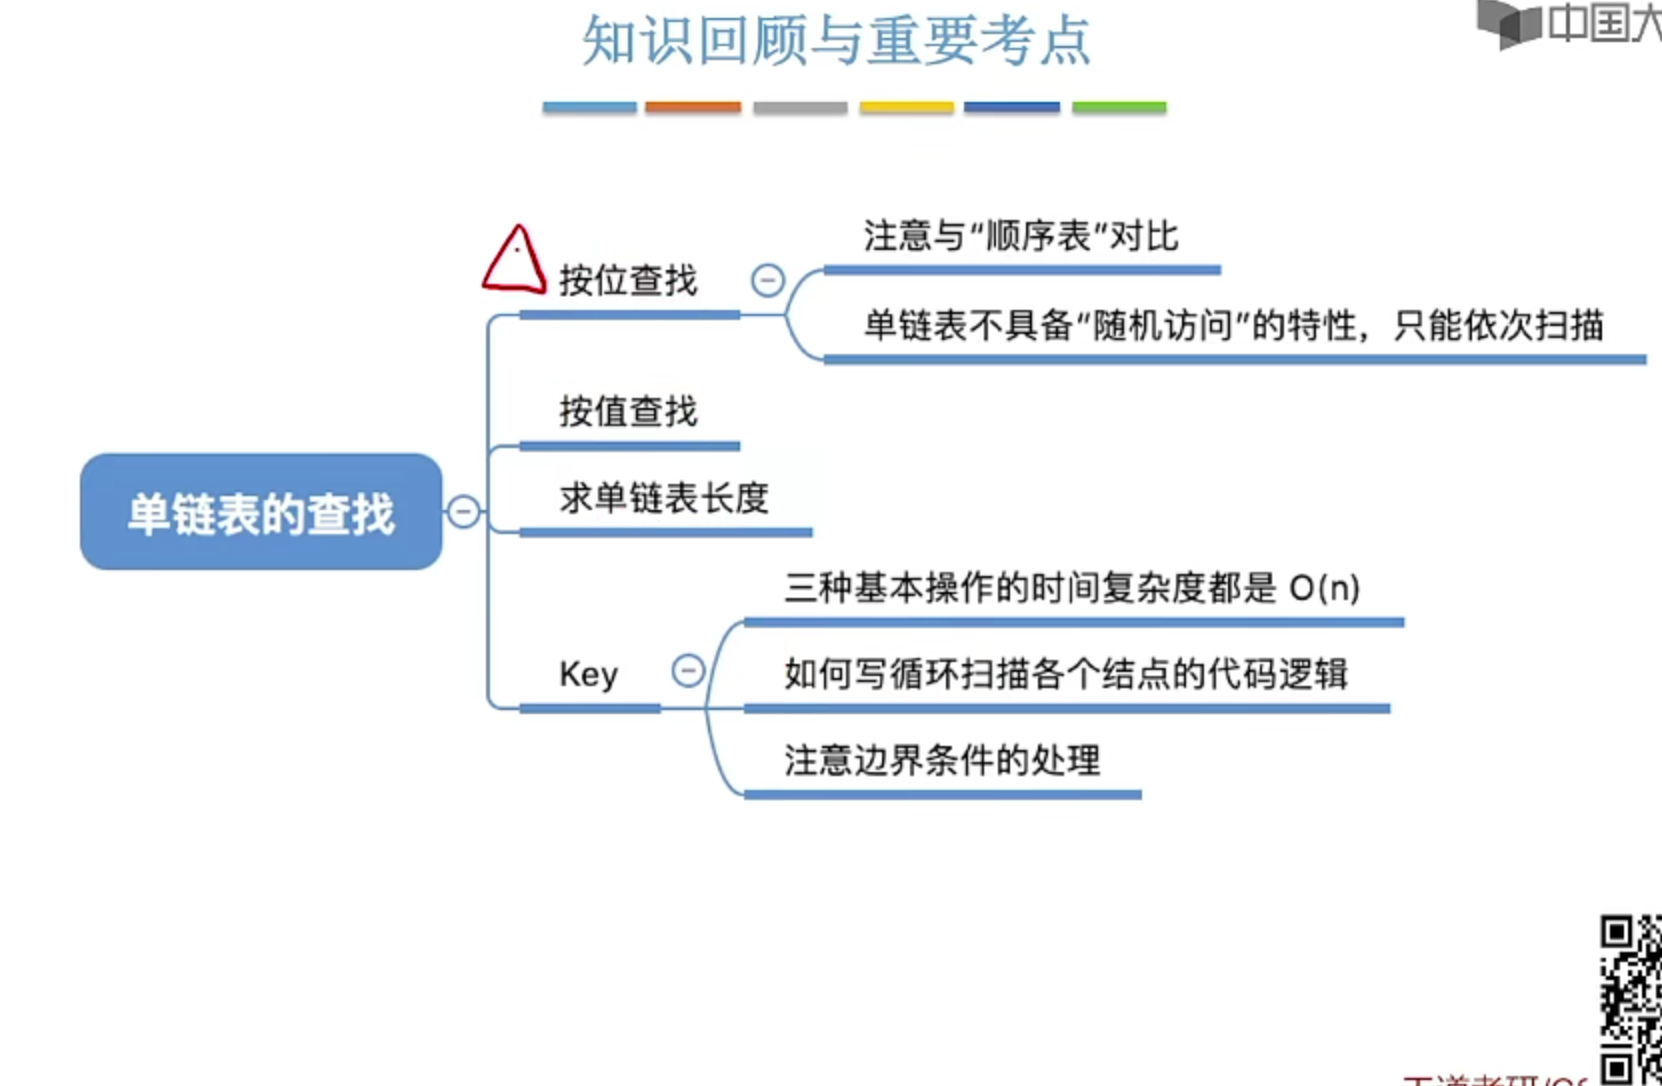 知识回顾与重要考点
中国大
注意与“顺序表”对比
按位查找
单链表不具备“随机访问”的特性，只能依次扫描
按值查找
求单链表长度
单链表的查找
三种基本操作的时间复杂度都是 O(n)
Key
如何写循环扫描各个结点的代码逻辑
注意边界条件的处理